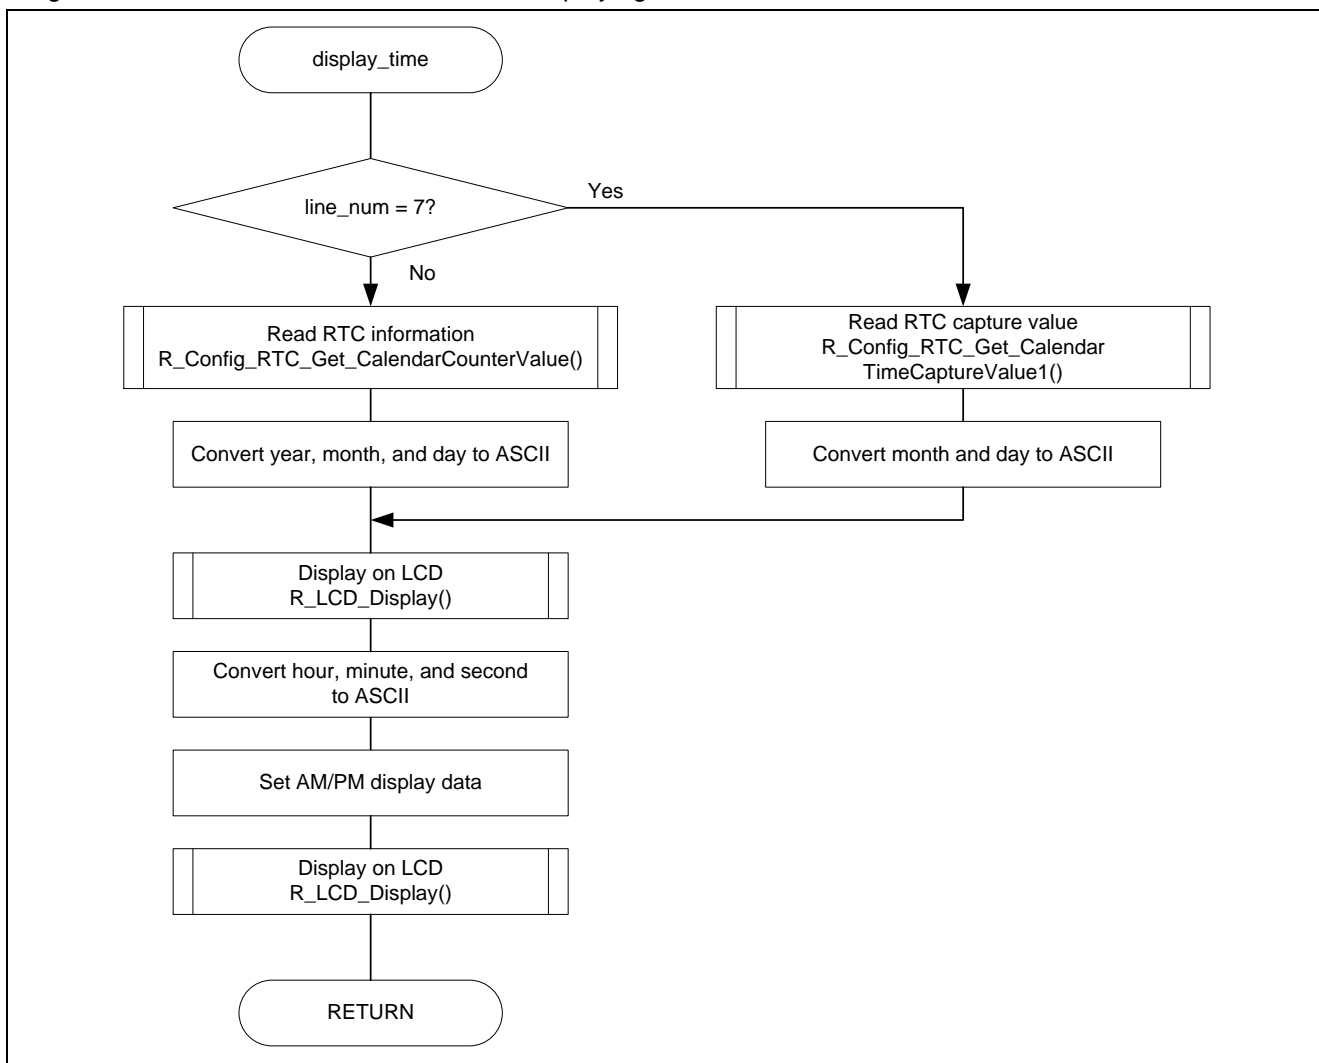 display_time
line_num = 7?
Yes
No
Read RTC information
R_Config_RTC_Get_CalendarCounterValue()
Read RTC capture value
R_Config_RTC_Get_Calendar
TimeCaptureValue1()
Convert year, month, and day to ASCII
Convert month and day to ASCII
Display on LCD
R_LCD_Display()
Convert hour, minute, and second
to ASCII
Set AM/PM display data
Display on LCD
R_LCD_Display()
RETURN